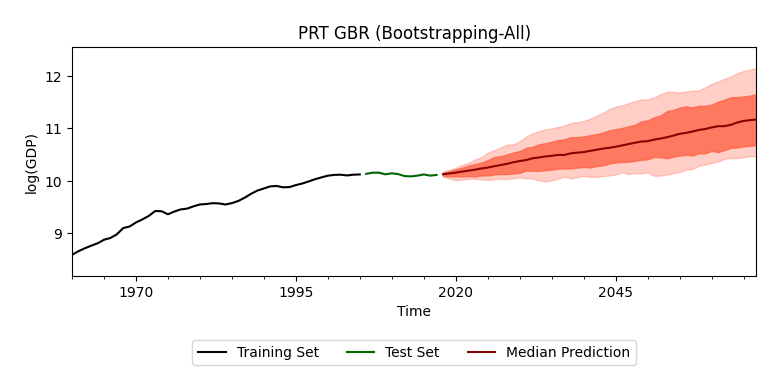 PRT GBR (Bootstrapping-All)
log(GDP)
12
11
10
9
1970 1995 2020 2045
Time
Training Set Test Set Median Prediction